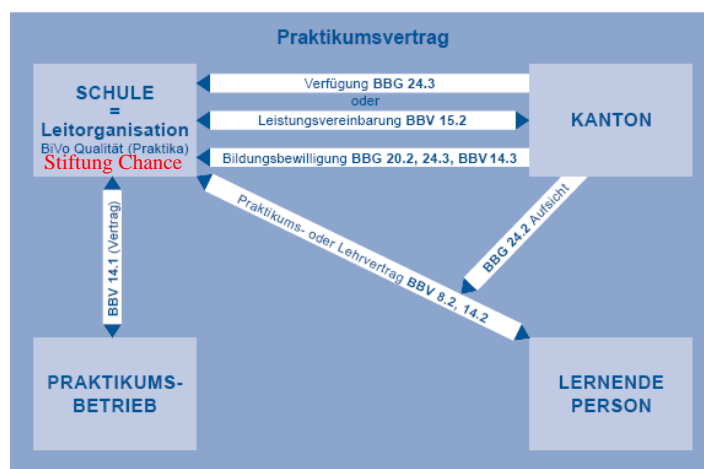 Praktikumsvertrag
SCHULE
=
Leitorganisation
BiVo Qualität (Praktika)
Stiftung Chance
Verfügung BBG 24.3
oder
Leistungsvereinbarung BBV 15.2
Bildungsbewilligung BBG 20.2, 24.3, BBV 14.3
KANTON
BBG 24.2 Aufsicht
Praktikums- oder Lehrvertrag BBV 8.2, 14.2
BBV 14.1 (Vertrag)
PRAKTIKUMS-
BETRIEB
LERNENDE
PERSON